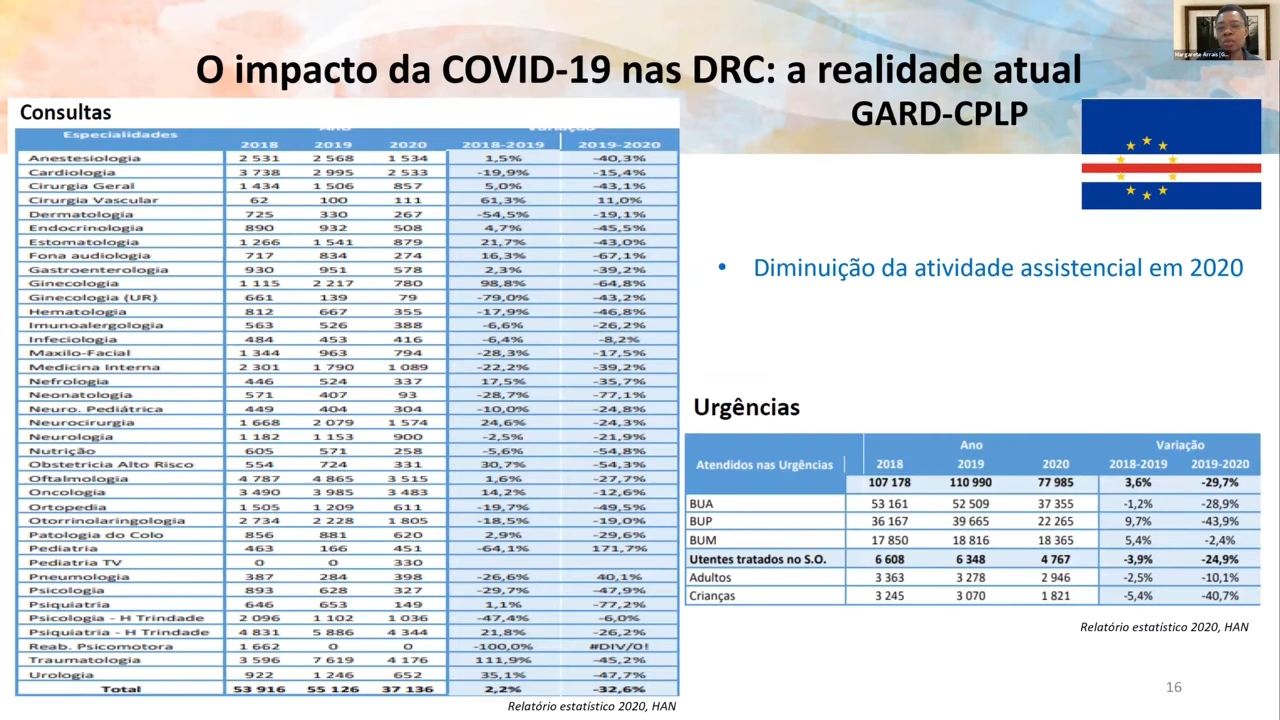 Margarete Arrais (G...
O impacto da COVID-19 nas DRC: a realidade atual
GARD-CPLP
Consultas
Especialidades Ano Variação
2018 2019 2020 2018-2019 2019-2020
Anestesiologia 2 531 2 568 1 534 1,5% -40,3%
Cardiologia 3 738 2 995 2 533 -19,9% -15,4%
Cirurgia Geral 1 434 1 506 857 5,0% -43,1%
Cirurgia Vascular 62 100 111 61,3% 11,0%
Dermatologia 725 330 267 -54,5% -19,1%
Endocrinologia 890 932 508 4,7% -45,5%
Estomatologia 1 266 1 541 879 21,7% -43,0%
Fona audiologia 717 834 274 16,3% -67,1%
Gastroenterologia 930 951 578 2,3% -39,2%
Ginecologia 1 115 2 217 780 98,8% -64,8%
Ginecologia (UR) 661 139 79 -79,0% -43,2%
Hematologia 812 667 355 -17,9% -46,8%
Imunoalergologia 563 526 388 -6,6% -26,2%
Infeciologia 484 453 416 -6,4% -8,2%
Maxilo-Facial 1 344 963 794 -28,3% -17,5%
Medicina Interna 2 301 1 790 1 089 -22,2% -39,2%
Nefrologia 446 524 337 17,5% -35,7%
Neonatologia 571 407 93 -28,7% -77,1%
Neuro. Pediátrica 449 404 304 -10,0% -24,8%
Neurocirurgia 1 668 2 079 1 574 24,6% -24,3%
Neurologia 1 182 1 153 900 -2,5% -21,9%
Nutrição 605 571 258 -5,6% -54,8%
Obstetricia Alto Risco 554 724 331 30,7% -54,3%
Oftalmologia 4 787 4 865 3 515 1,6% -27,7%
Oncologia 3 490 3 985 3 483 14,2% -12,6%
Ortopedia 1 505 1 209 611 -19,7% -49,5%
Otorrinolaringologia 2 734 2 228 1 805 -18,5% -19,0%
Patologia do Colo 856 881 620 2,9% -29,6%
Pediatria 463 166 451 -64,1% 171,7%
Pediatria TV 0 0 330
Pneumologia 387 284 398 -26,6% 40,1%
Psicologia 893 628 327 -29,7% -47,9%
Psiquiatria 646 653 149 1,1% -77,2%
Psicologia - H Trindade 2 096 1 102 1 036 -47,4% -6,0%
Psiquiatria - H Trindade 4 831 5 886 4 344 21,8% -26,2%
Reab. Psicomotora 1 662 0 0 -100,0% #DIV/0!
Traumatologia 3 596 7 619 4 176 111,9% -45,2%
Urologia 922 1 246 652 35,1% -47,7%
Total 53 916 55 126 37 136 2,2% -32,6%
Relatório estatístico 2020, HAN
• Diminuição da atividade assistencial em 2020
Urgências
Atendidos nas Urgências Ano Variação
2018 2019 2020 2018-2019 2019-2020
107 178 110 990 77 985 3,6% -29,7%
BUA 53 161 52 509 37 355 -1,2% -28,9%
BUP 36 167 39 665 22 265 9,7% -43,9%
BUM 17 850 18 816 18 365 5,4% -2,4%
Utentes tratados no S.O. 6 608 6 348 4 767 -3,9% -24,9%
Adultos 3 363 3 278 2 946 -2,5% -10,1%
Crianças 3 245 3 070 1 821 -5,4% -40,7%
Relatório estatístico 2020, HAN
16